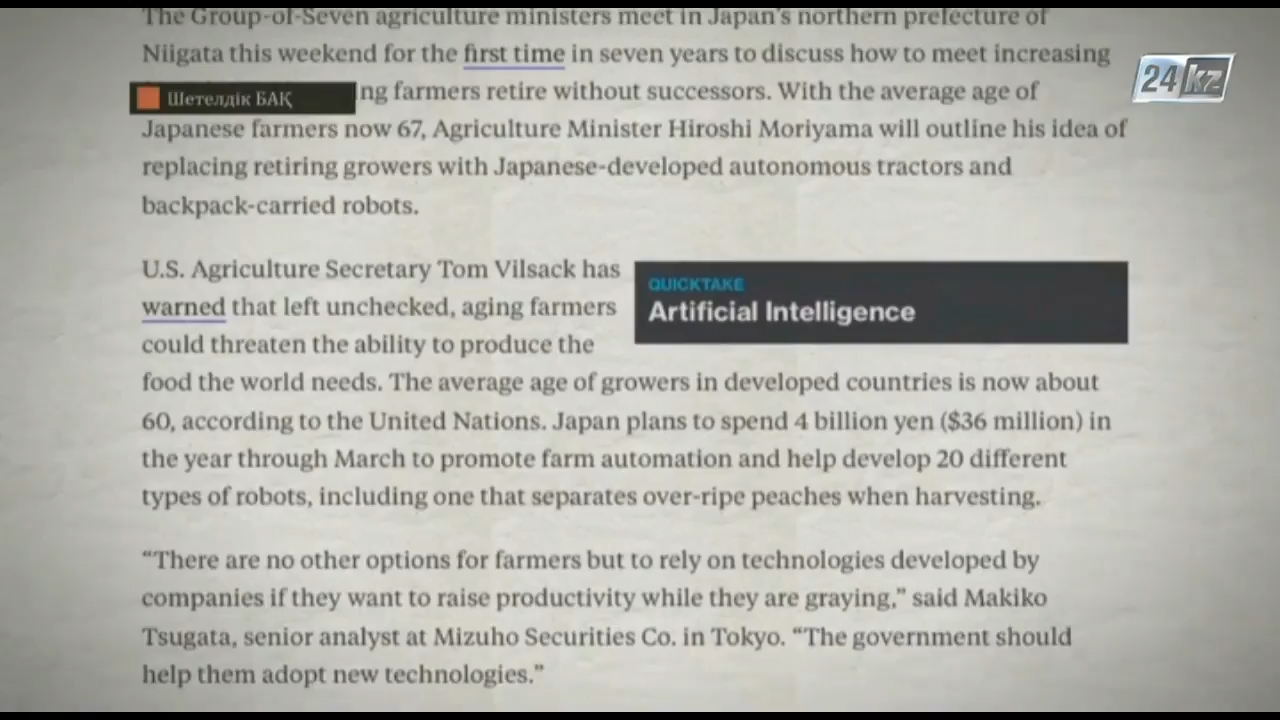 The Group-of-Seven agriculture ministers meet in Japan's northern prefecture of
Niigata this weekend for the first time in seven years to discuss how to meet increasing
ng farmers retire without successors. With the average age of
Шетелдік БАҚ
24 kz
Japanese farmers now 67, Agriculture Minister Hiroshi Moriyama will outline his idea of
replacing retiring growers with Japanese-developed autonomous tractors and
backpack-carried robots.
U.S. Agriculture Secretary Tom Vilsack has
warned that left unchecked, aging farmers
could threaten the ability to produce the
QUICKTAKE
Artificial Intelligence
food the world needs. The average age of growers in developed countries is now about
60, according to the United Nations. Japan plans to spend 4 billion yen ($36 million) in
the year through March to promote farm automation and help develop 20 different
types of robots, including one that separates over-ripe peaches when harvesting.
“There are no other options for farmers but to rely on technologies developed by
companies if they want to raise productivity while they are graying,” said Makiko
Tsugata, senior analyst at Mizuho Securities Co. in Tokyo. “The government should
help them adopt new technologies.”